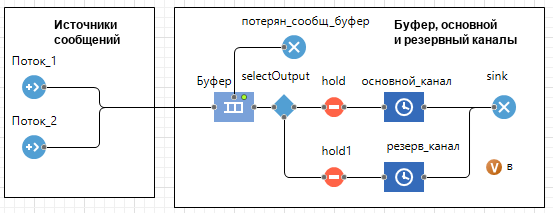 Источники
сообщений
Поток_1
Поток_2
Буфер, основной
и резервный каналы
потерян_сообщ_буфер
Буфер
selectOutput
hold
основной_канал
sink
hold1
резерв_канал
V
в